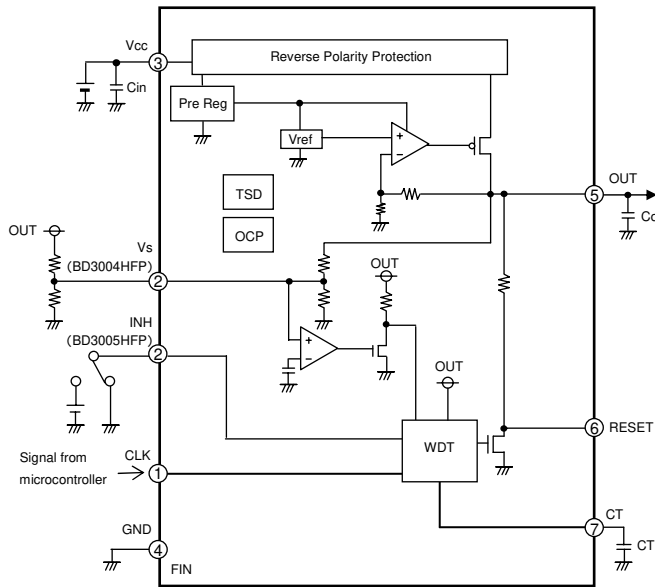 Vcc
3
Cin
Reverse Polarity Protection
Pre Reg
Vref
+
−
TSD
OCP
OUT
5
Co
OUT
Vs
(BD3004HFP)
2
OUT
INH
(BD3005HFP)
2
+
−
OUT
WDT
6
RESET
CLK
Signal from
microcontroller
1
CT
7
CT
GND
4
FIN